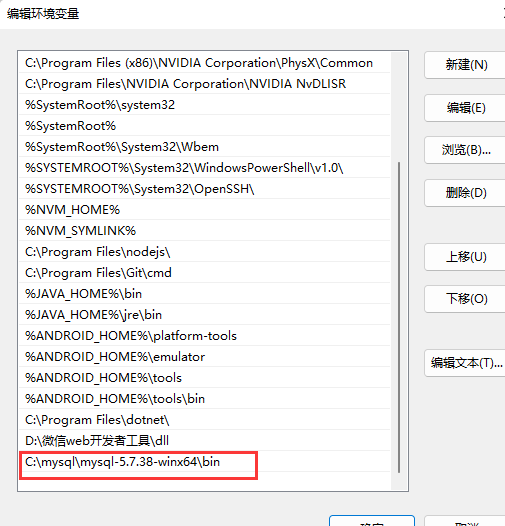 编辑环境变量
C:\Program Files (x86)\NVIDIA Corporation\PhysX\Common
C:\Program Files\NVIDIA Corporation\NVIDIA NvDLISR
%SystemRoot%\system32
%SystemRoot%
%SystemRoot%\System32\Wbem
%SYSTEMROOT%\System32\WindowsPowerShell\v1.0\
%SYSTEMROOT%\System32\OpenSSH\
%NVM_HOME%
%NVM_SYMLINK%
C:\Program Files\nodejs\
C:\Program Files\Git\cmd
%JAVA_HOME%\bin
%JAVA_HOME%\jre\bin
%ANDROID_HOME%\platform-tools
%ANDROID_HOME%\emulator
%ANDROID_HOME%\tools
%ANDROID_HOME%\tools\bin
C:\Program Files\dotnet\
D:\微信web开发者工具\dll
C:\mysql\mysql-5.7.38-winx64\bin
新建(N)
编辑(E)
浏览(B)...
删除(D)
上移(U)
下移(O)
编辑文本(T)...
确定
取消